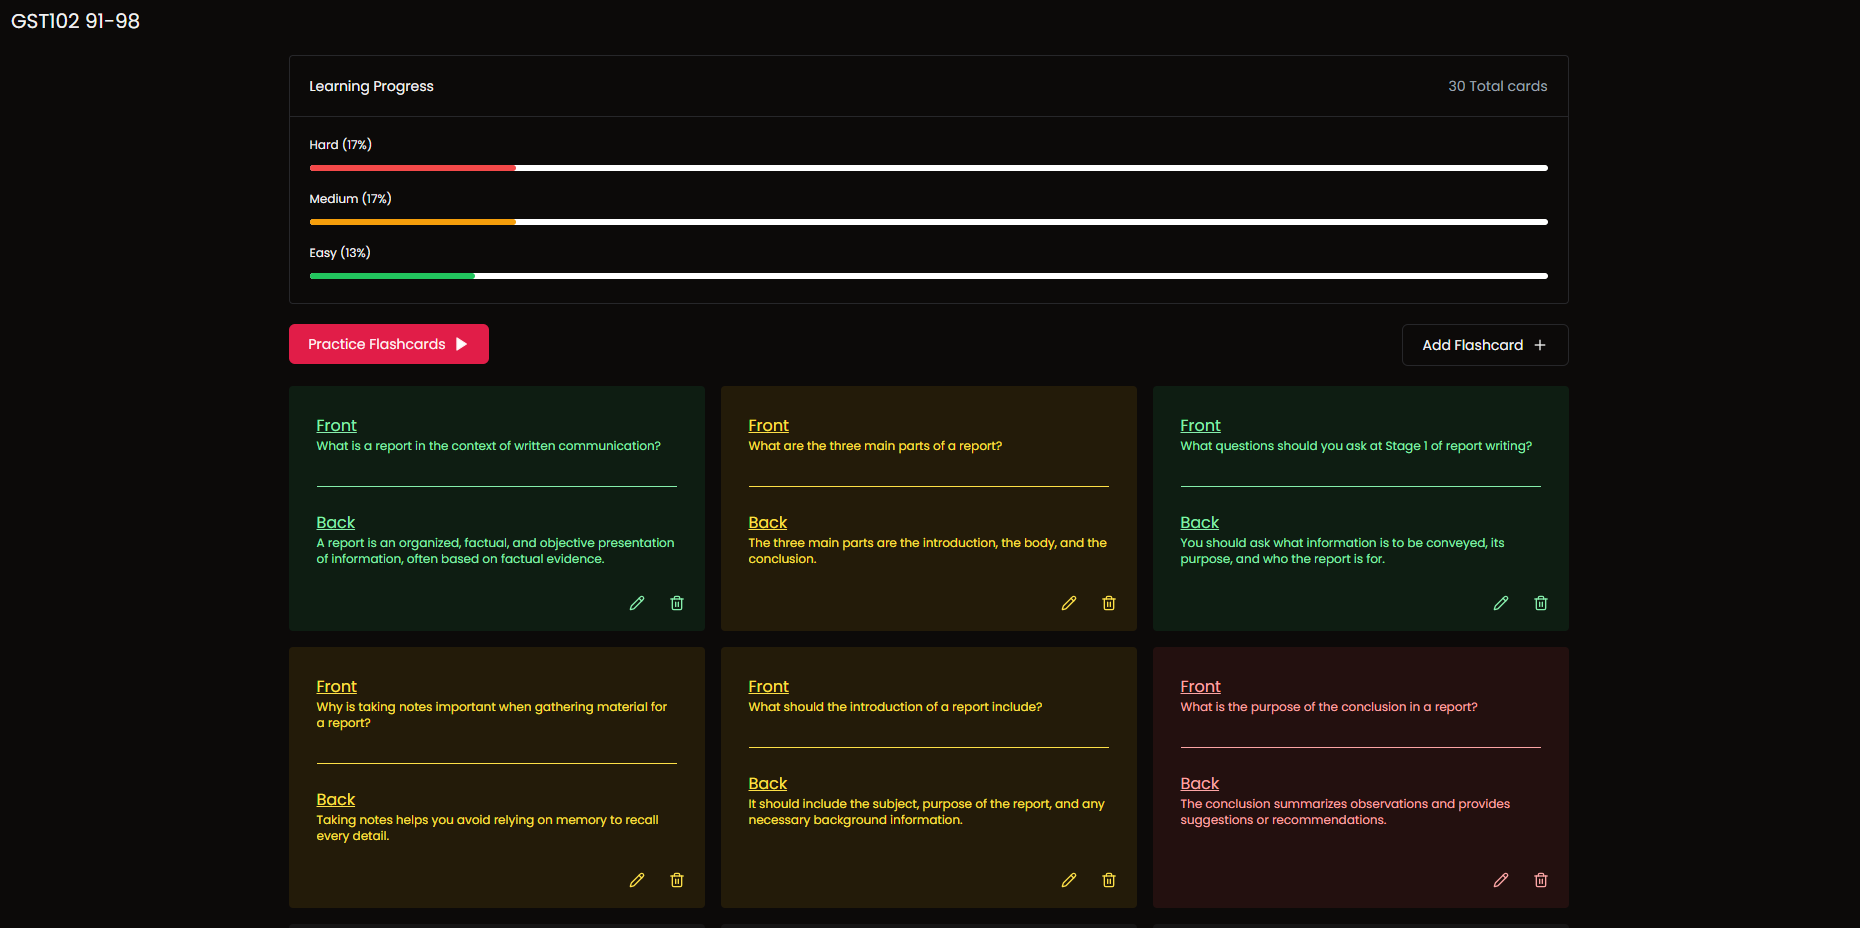 GST102 91-98
Learning Progress
30 Total cards
Hard (17%)
Medium (17%)
Easy (13%)
Practice Flashcards
Add Flashcard
Front
What is a report in the context of written communication?
Back
A report is an organized, factual, and objective presentation
of information, often based on factual evidence.
Front
What are the three main parts of a report?
Back
The three main parts are the introduction, the body, and the
conclusion.
Front
What questions should you ask at Stage 1 of report writing?
Back
You should ask what information is to be conveyed, its
purpose, and who the report is for.
Front
Why is taking notes important when gathering material for
a report?
Back
Taking notes helps you avoid relying on memory to recall
every detail.
Front
What should the introduction of a report include?
Back
It should include the subject, purpose of the report, and any
necessary background information.
Front
What is the purpose of the conclusion in a report?
Back
The conclusion summarizes observations and provides
suggestions or recommendations.